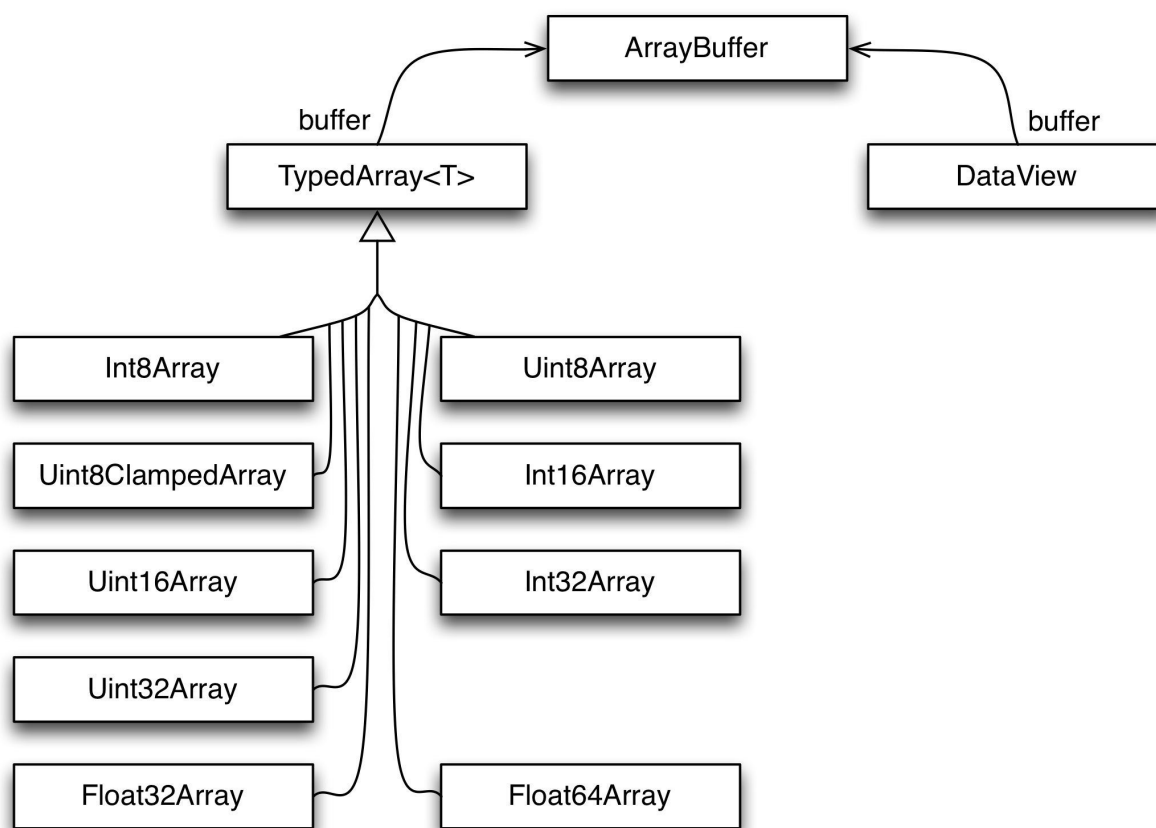 ArrayBuffer
buffer
buffer
TypedArray<T>
DataView
Int8Array
Uint8Array
Uint8ClampedArray
Int16Array
Uint16Array
Int32Array
Uint32Array
Float32Array
Float64Array